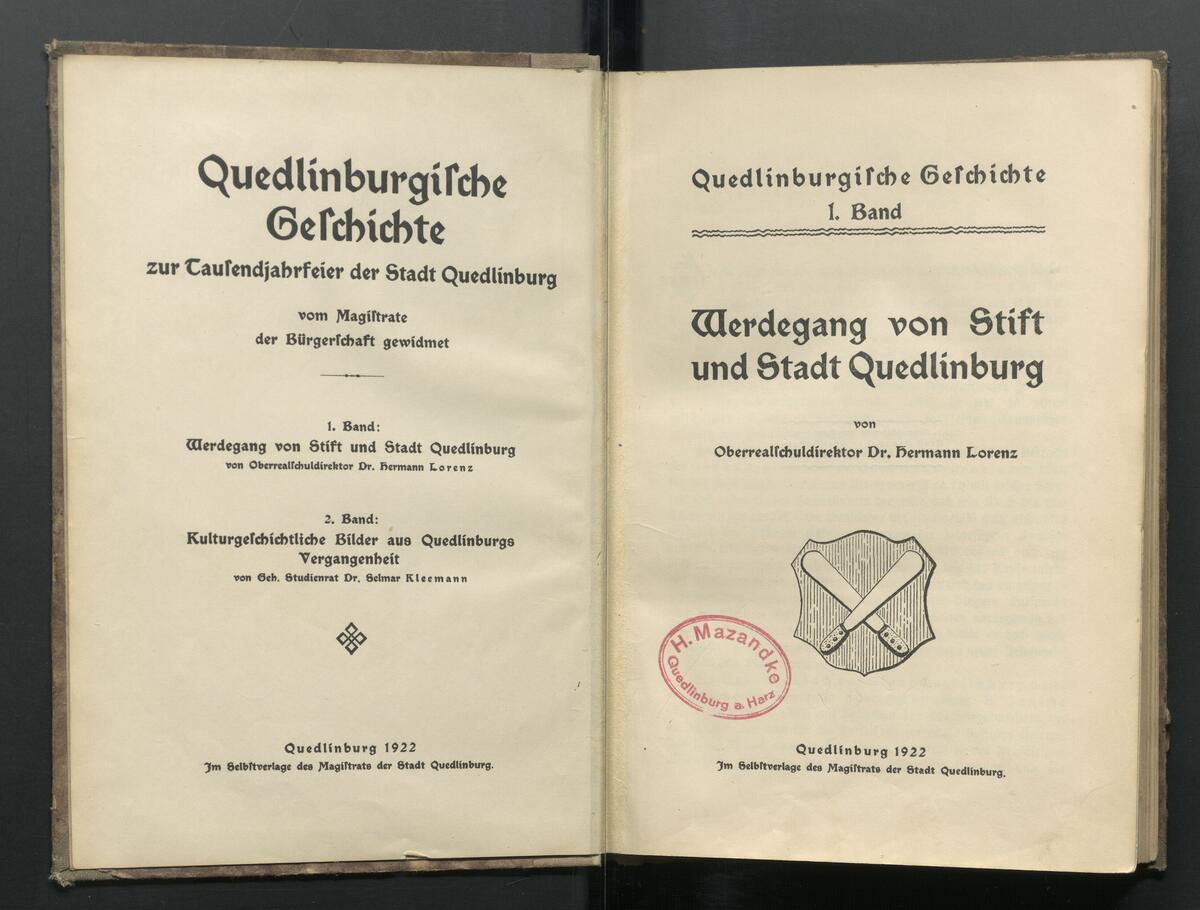 Quedlinburgiſche
Geſchichte
zur Tauſendjahrfeier der Stadt Quedlinburg
vom Magiſtrate
der Bürgerſchaft gewidmet
1. Band:
Werdegang von Stift und Stadt Quedlinburg
von Oberrealſchuldirektor Dr. Hermann Lorenz
2. Band:
Kulturgeſchichtliche Bilder aus Quedlinburgs
Vergangenheit
von Geh. Studienrat Dr. Selmar Kleemann
Quedlinburg 1922
Im Selbſtverlage des Magiſtrats der Stadt Quedlinburg.
Quedlinburgiſche Geſchichte
1. Band
Werdegang von Stift
und Stadt Quedlinburg
von
Oberrealſchuldirektor Dr. Hermann Lorenz
H. Mazandke
Quedlinburg a. Harz
Quedlinburg 1922
Im Selbſtverlage des Magiſtrats der Stadt Quedlinburg.